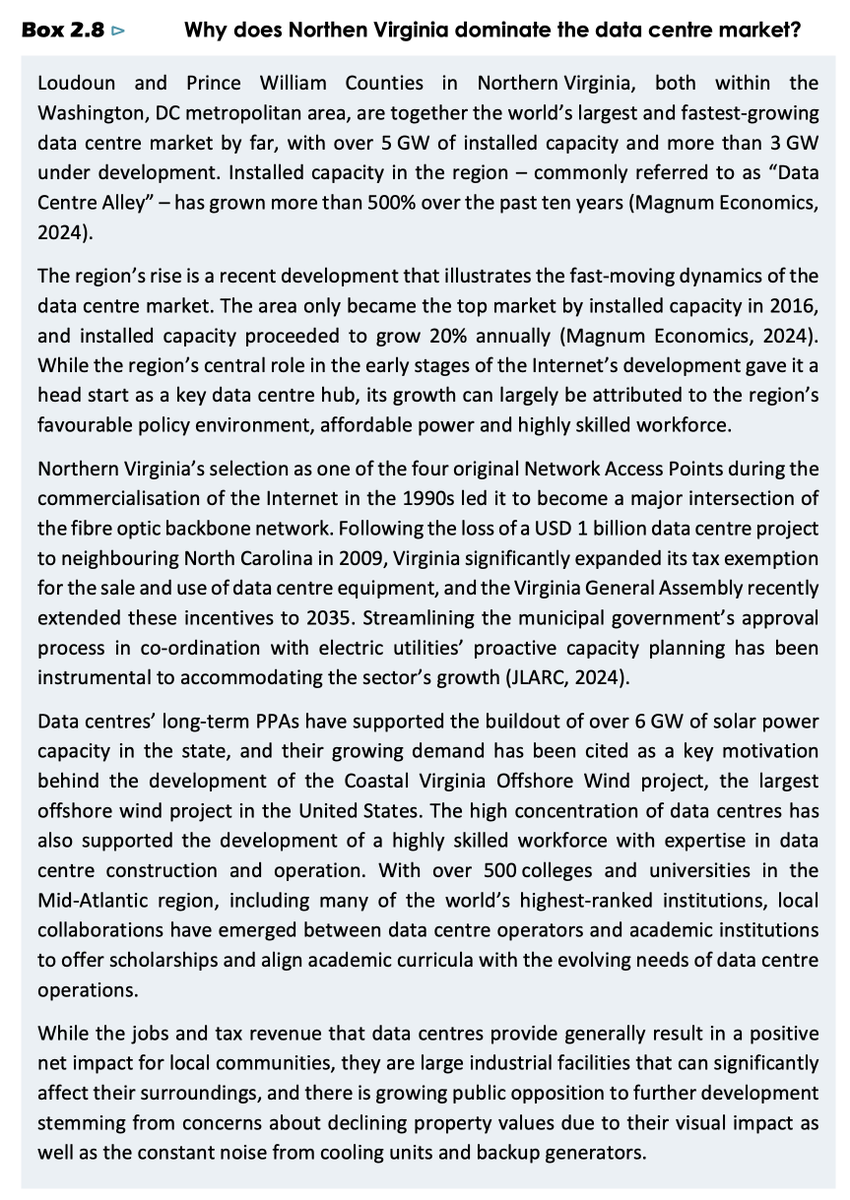 Box 2.8 ▷ Why does Northen Virginia dominate the data centre market?
Loudoun and Prince William Counties in Northern Virginia, both within the
Washington, DC metropolitan area, are together the world's largest and fastest-growing
data centre market by far, with over 5 GW of installed capacity and more than 3 GW
under development. Installed capacity in the region – commonly referred to as “Data
Centre Alley” – has grown more than 500% over the past ten years (Magnum Economics,
2024).
The region's rise is a recent development that illustrates the fast-moving dynamics of the
data centre market. The area only became the top market by installed capacity in 2016,
and installed capacity proceeded to grow 20% annually (Magnum Economics, 2024).
While the region's central role in the early stages of the Internet's development gave it a
head start as a key data centre hub, its growth can largely be attributed to the region's
favourable policy environment, affordable power and highly skilled workforce.
Northern Virginia's selection as one of the four original Network Access Points during the
commercialisation of the Internet in the 1990s led it to become a major intersection of
the fibre optic backbone network. Following the loss of a USD 1 billion data centre project
to neighbouring North Carolina in 2009, Virginia significantly expanded its tax exemption
for the sale and use of data centre equipment, and the Virginia General Assembly recently
extended these incentives to 2035. Streamlining the municipal government's approval
process in co-ordination with electric utilities' proactive capacity planning has been
instrumental to accommodating the sector's growth (JLARC, 2024).
Data centres' long-term PPAs have supported the buildout of over 6 GW of solar power
capacity in the state, and their growing demand has been cited as a key motivation
behind the development of the Coastal Virginia Offshore Wind project, the largest
offshore wind project in the United States. The high concentration of data centres has
also supported the development of a highly skilled workforce with expertise in data
centre construction and operation. With over 500 colleges and universities in the
Mid-Atlantic region, including many of the world's highest-ranked institutions, local
collaborations have emerged between data centre operators and academic institutions
to offer scholarships and align academic curricula with the evolving needs of data centre
operations.
While the jobs and tax revenue that data centres provide generally result in a positive
net impact for local communities, they are large industrial facilities that can significantly
affect their surroundings, and there is growing public opposition to further development
stemming from concerns about declining property values due to their visual impact as
well as the constant noise from cooling units and backup generators.